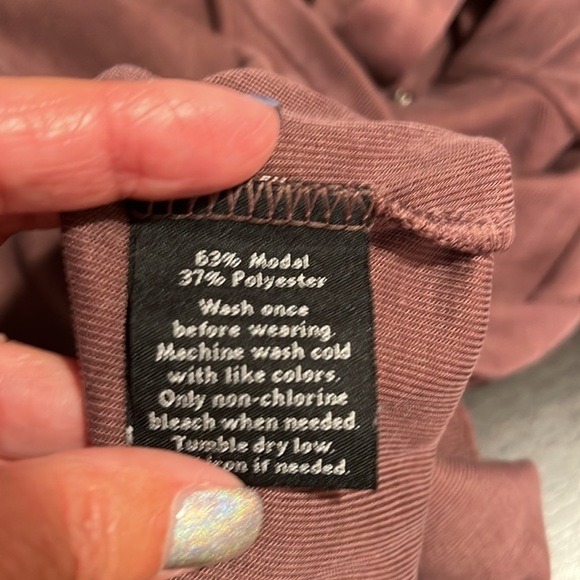 63% Model
37% Polyester
Wash once
before wearing.
Machine wash cold
with like colors.
Only non-chlorine
bleach when needed.
Tumble dry low.
iron if needed.